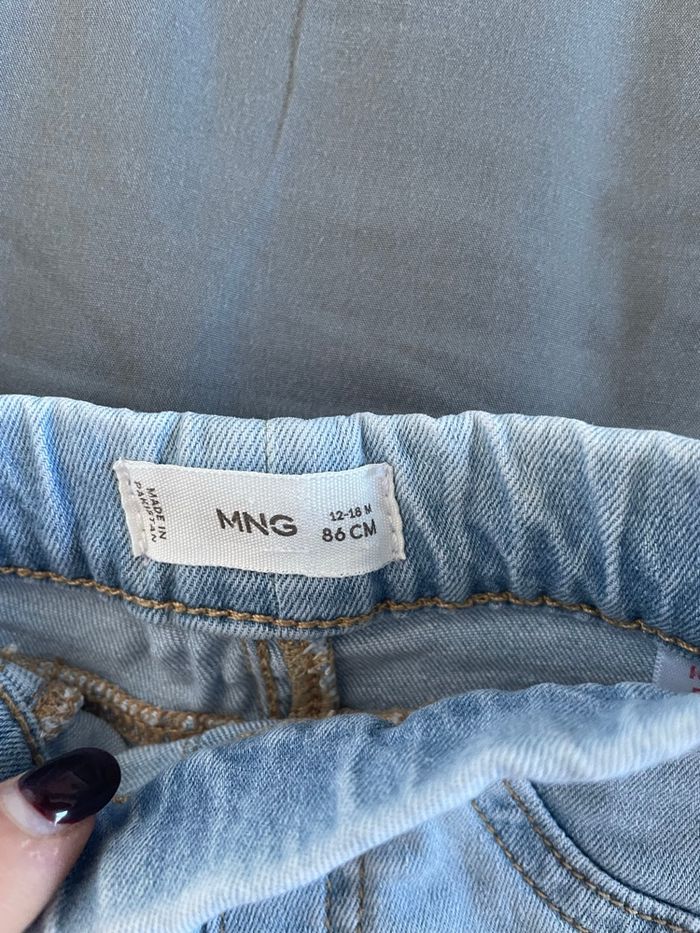 MADE IN
PAKISTAN
MNG
12-18 M
86 CM